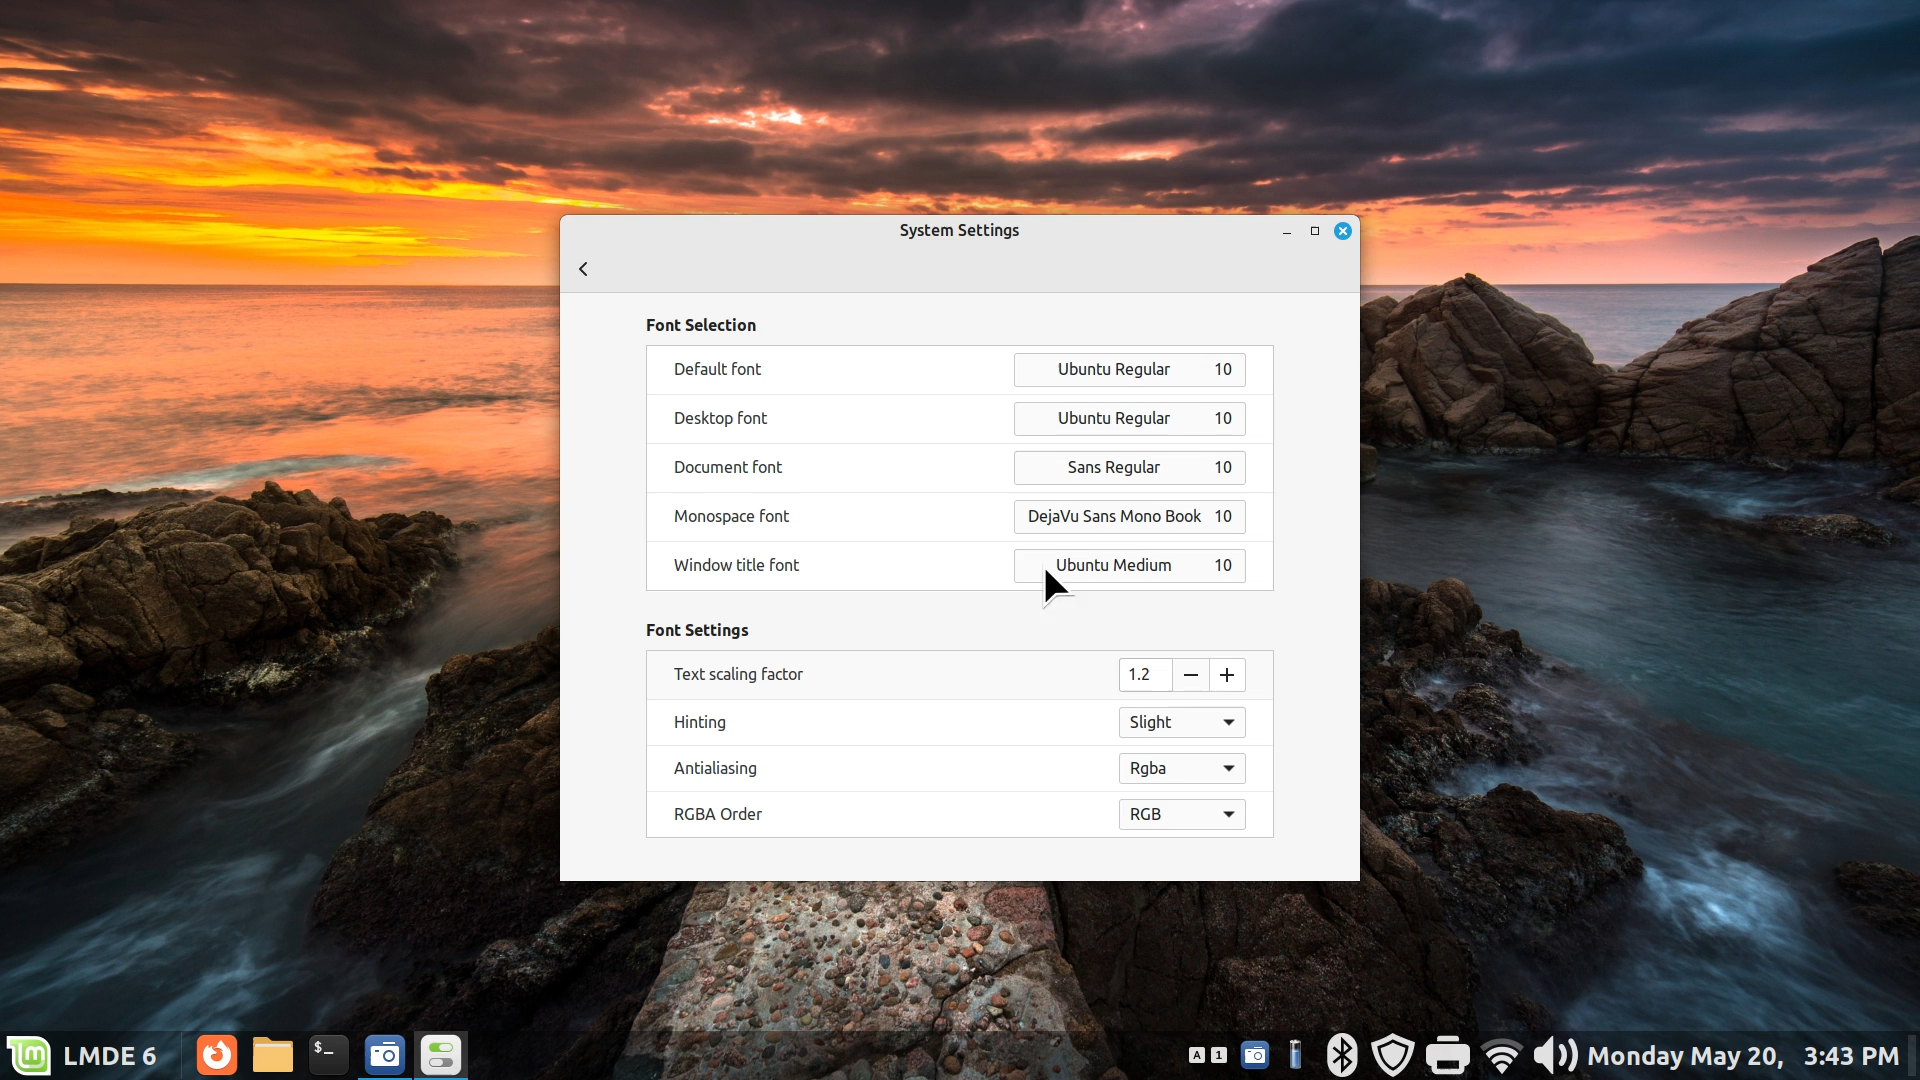 System Settings
Font Selection
Default font Ubuntu Regular 10
Desktop font Ubuntu Regular 10
Document font Sans Regular 10
Monospace font DejaVu Sans Mono Book 10
Window title font Ubuntu Medium 10
Font Settings
Text scaling factor 1.2 − +
Hinting Slight
Antialiasing Rgba
RGBA Order RGB
LMDE 6 $_ A 1 Monday May 20, 3:43 PM